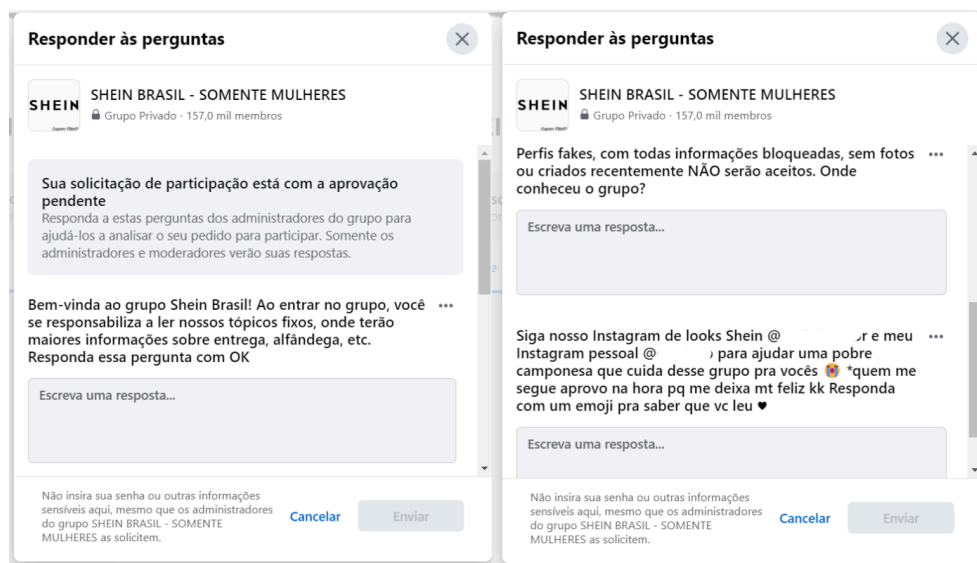 Responder às perguntas
SHEIN
SHEIN BRASIL - SOMENTE MULHERES
Grupo Privado · 157,0 mil membros
Sua solicitação de participação está com a aprovação
pendente
Responda a estas perguntas dos administradores do grupo para
ajudá-los a analisar o seu pedido para participar. Somente os
administradores e moderadores verão suas respostas.
Bem-vinda ao grupo Shein Brasil! Ao entrar no grupo, você
se responsabiliza a ler nossos tópicos fixos, onde terão
maiores informações sobre entrega, alfândega, etc.
Responda essa pergunta com OK
Escreva uma resposta...
Não insira sua senha ou outras informações
sensíveis aqui, mesmo que os administradores
do grupo SHEIN BRASIL - SOMENTE
MULHERES as solicitem.
Cancelar
Enviar
Responder às perguntas
SHEIN
SHEIN BRASIL - SOMENTE MULHERES
Grupo Privado · 157,0 mil membros
Perfis fakes, com todas informações bloqueadas, sem fotos
ou criados recentemente NÃO serão aceitos. Onde
conheceu o grupo?
Escreva uma resposta...
Siga nosso Instagram de looks Shein @ r e meu
Instagram pessoal @ para ajudar uma pobre
camponesa que cuida desse grupo pra vocês 😭 *quem me
segue aprovo na hora pq me deixa mt feliz kk Responda
com um emoji pra saber que vc leu ♥
Escreva uma resposta...
Não insira sua senha ou outras informações
sensíveis aqui, mesmo que os administradores
do grupo SHEIN BRASIL - SOMENTE
MULHERES as solicitem.
Cancelar
Enviar